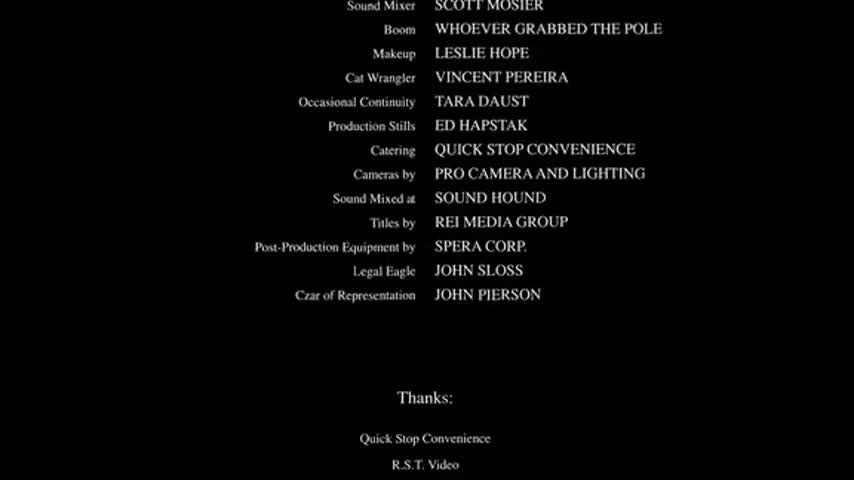 Sound Mixer SCOTT MOSIER
Boom WHOEVER GRABBED THE POLE
Makeup LESLIE HOPE
Cat Wrangler VINCENT PEREIRA
Occasional Continuity TARA DAUST
Production Stills ED HAPSTAK
Catering QUICK STOP CONVENIENCE
Cameras by PRO CAMERA AND LIGHTING
Sound Mixed at SOUND HOUND
Titles by REI MEDIA GROUP
Post-Production Equipment by SPERA CORP.
Legal Eagle JOHN SLOSS
Czar of Representation JOHN PIERSON
Thanks:
Quick Stop Convenience
R.S.T. Video